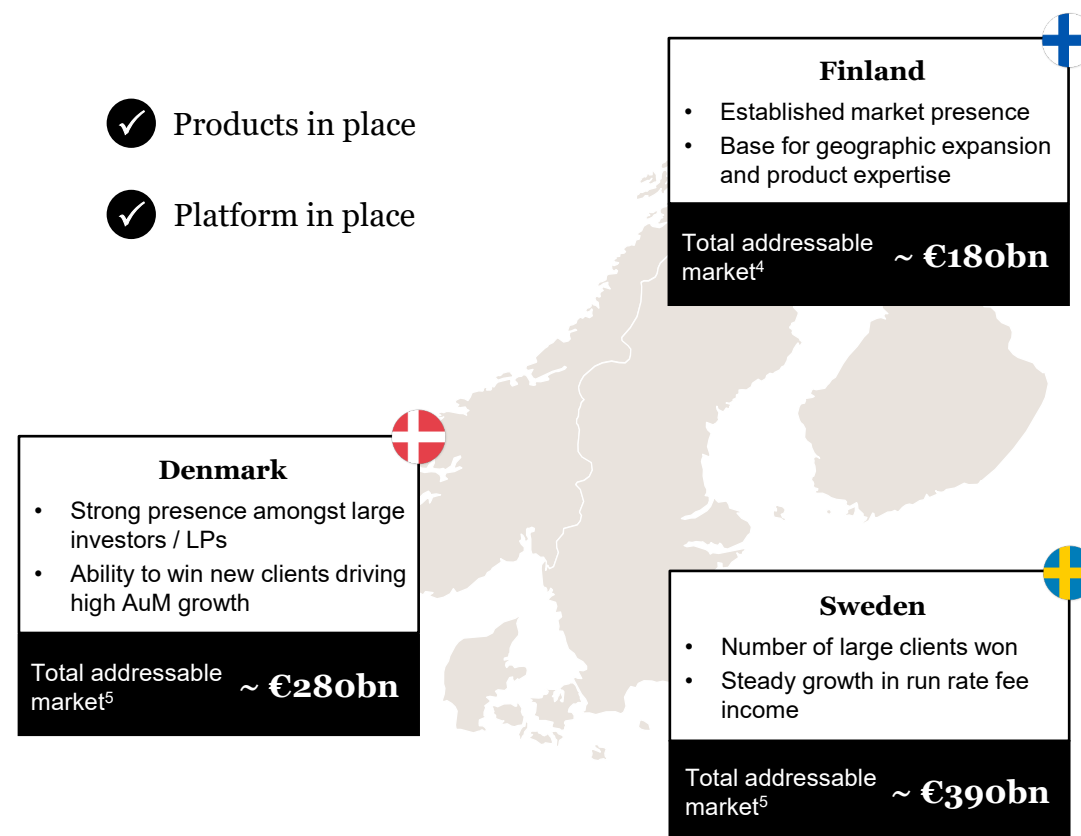 Products in place
Platform in place
Finland
• Established market presence
• Base for geographic expansion
and product expertise
Total addressable
market⁴
~ €180bn
Denmark
• Strong presence amongst large
investors / LPs
• Ability to win new clients driving
high AuM growth
Total addressable
market⁵
~ €280bn
Sweden
• Number of large clients won
• Steady growth in run rate fee
income
Total addressable
market⁵
~ €390bn